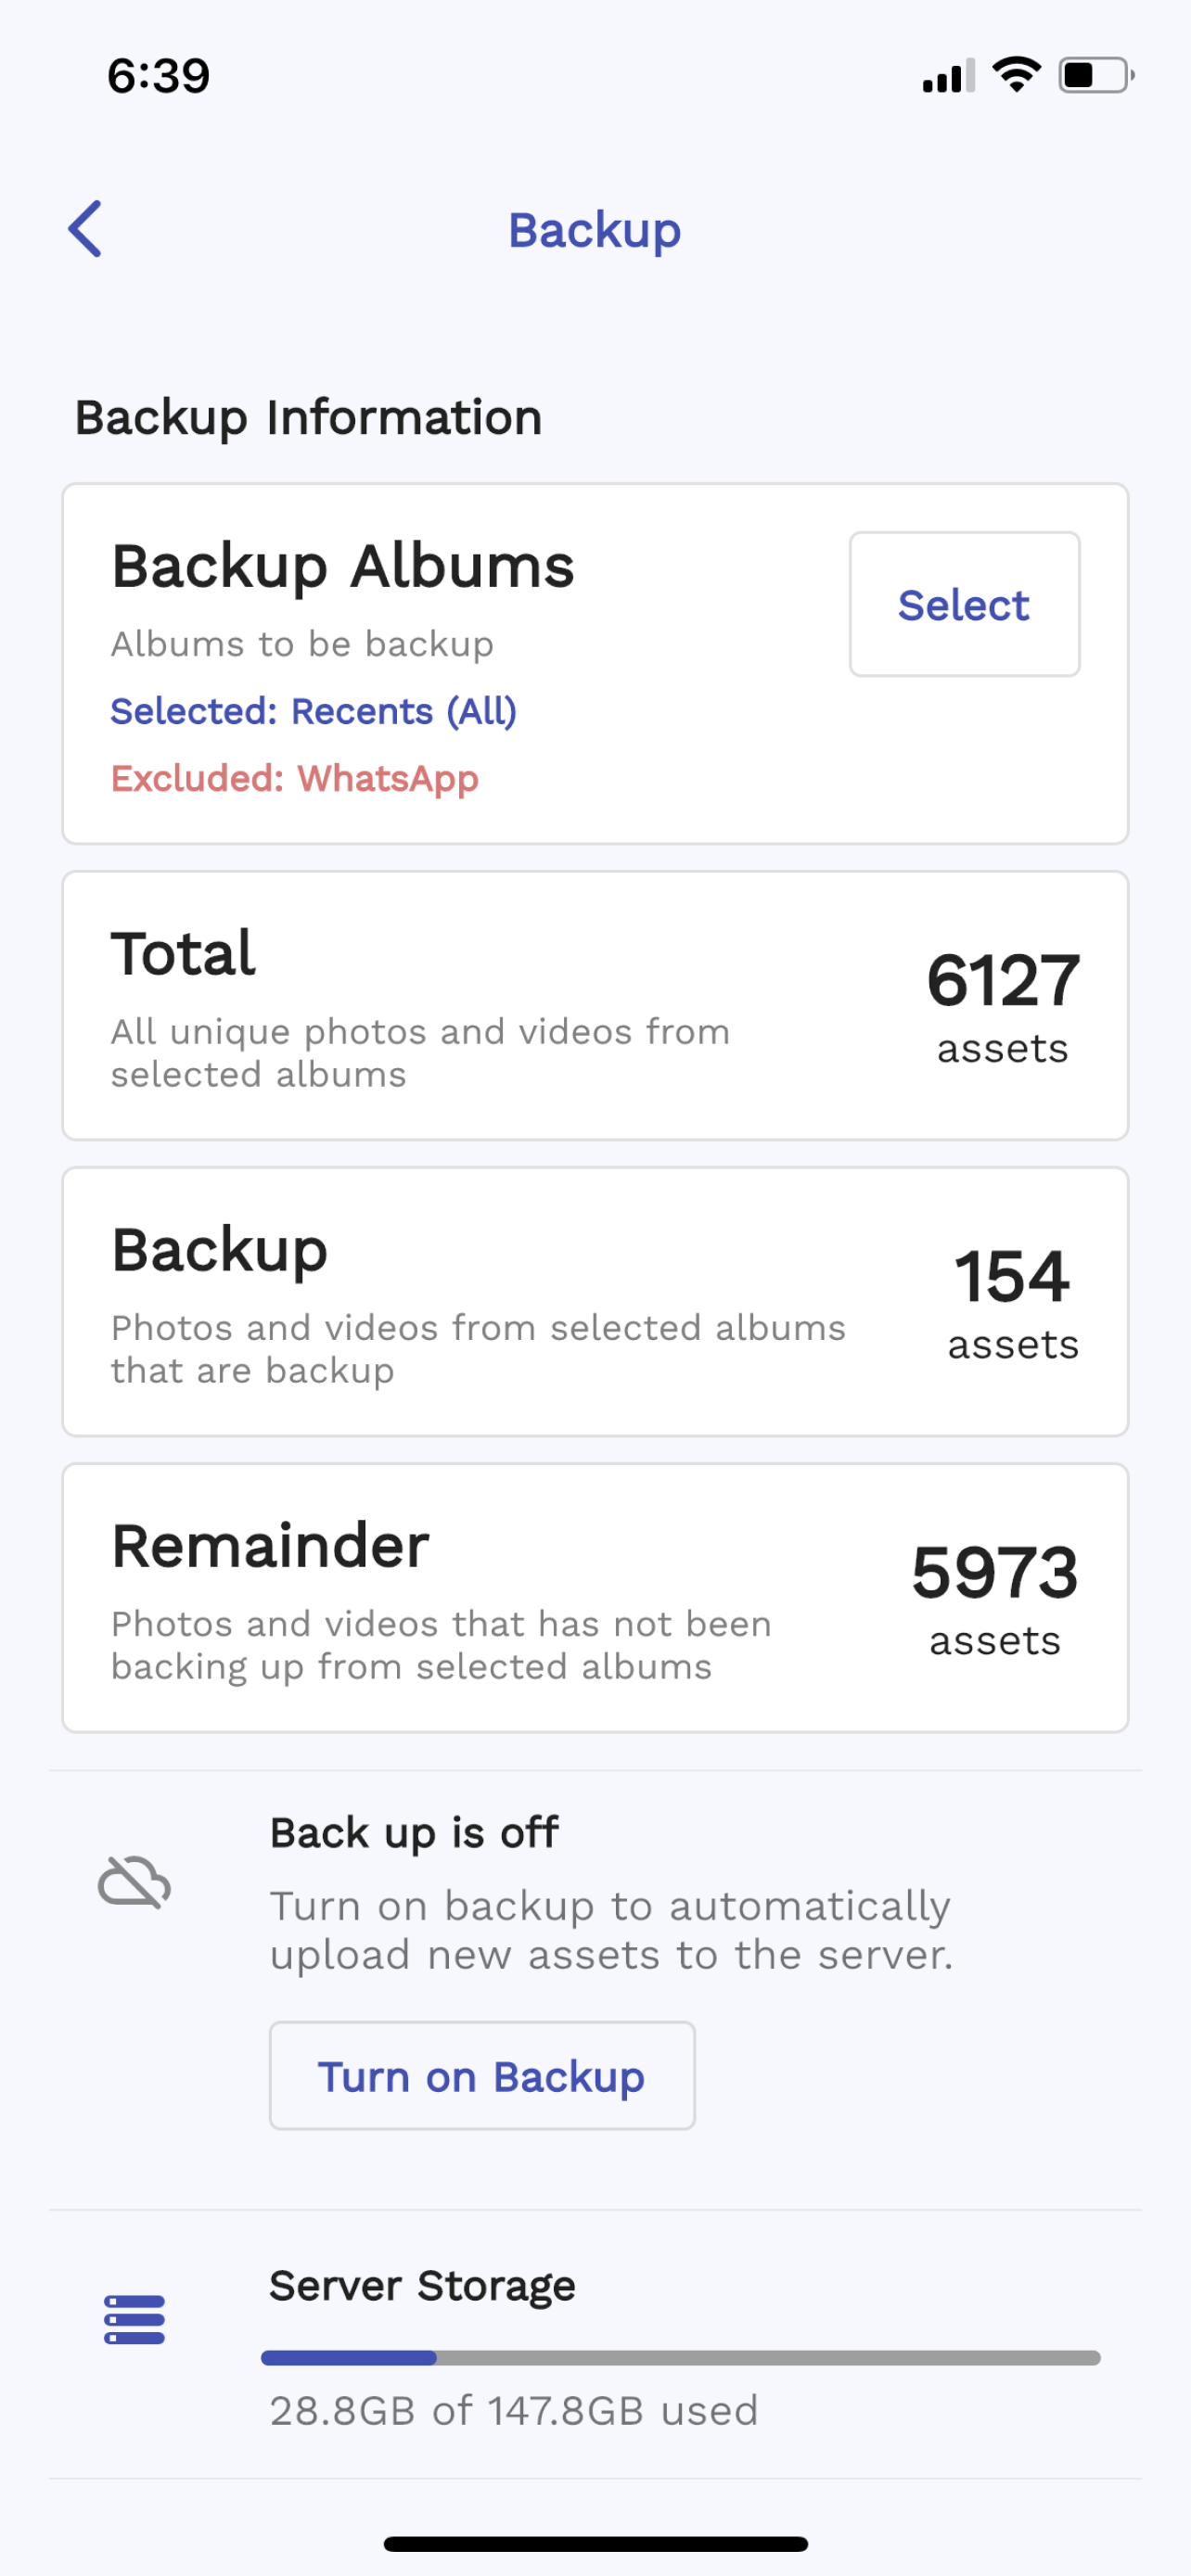 6:39
Backup
Backup Information
Backup Albums
Select
Albums to be backup
Selected: Recents (All)
Excluded: WhatsApp
Total
6127
assets
All unique photos and videos from
selected albums
Backup
154
assets
Photos and videos from selected albums
that are backup
Remainder
5973
assets
Photos and videos that has not been
backing up from selected albums
Back up is off
Turn on backup to automatically
upload new assets to the server.
Turn on Backup
Server Storage
28.8GB of 147.8GB used